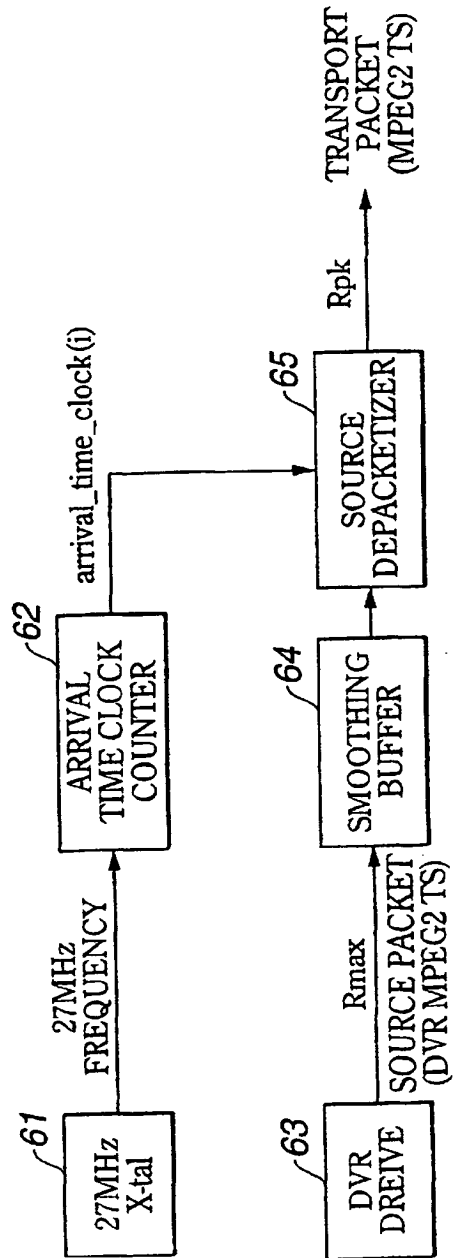 61
27MHz
X-tal
27MHz
FREQUENCY
62
ARRIVAL
TIME CLOCK
COUNTER
arrival_time_clock(i)
63
DVR
DREIVE
Rmax
SOURCE PACKET
(DVR MPEG2 TS)
64
SMOOTHING
BUFFER
65
SOURCE
DEPACKETIZER
Rpk
TRANSPORT
PACKET
(MPEG2 TS)